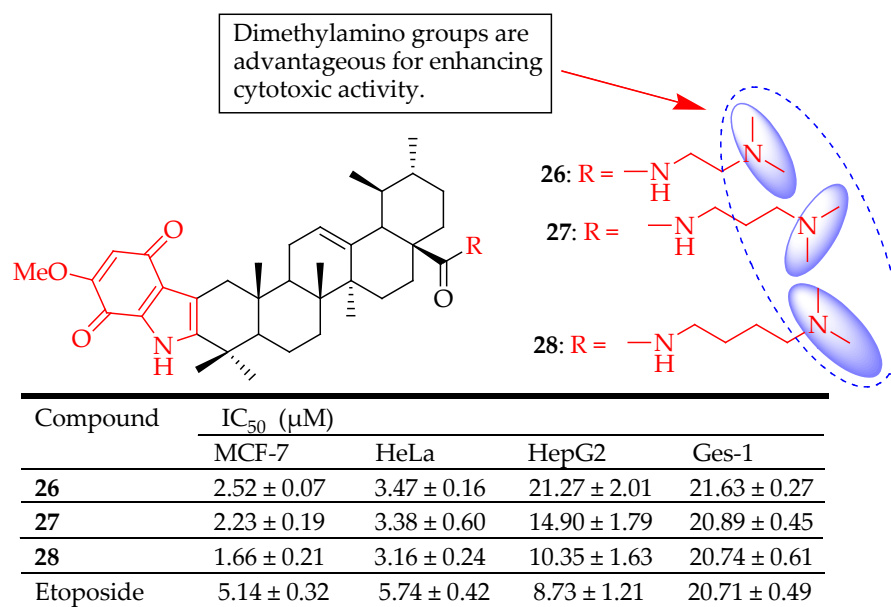 Dimethylamino groups are
advantageous for enhancing
cytotoxic activity.
26: R =
N
H
N
27: R =
N
H
N
28: R =
N
H
N
O
MeO
O
N
H
R
O
Compound IC50 (μM)
MCF-7 HeLa HepG2 Ges-1
26 2.52 ± 0.07 3.47 ± 0.16 21.27 ± 2.01 21.63 ± 0.27
27 2.23 ± 0.19 3.38 ± 0.60 14.90 ± 1.79 20.89 ± 0.45
28 1.66 ± 0.21 3.16 ± 0.24 10.35 ± 1.63 20.74 ± 0.61
Etoposide 5.14 ± 0.32 5.74 ± 0.42 8.73 ± 1.21 20.71 ± 0.49